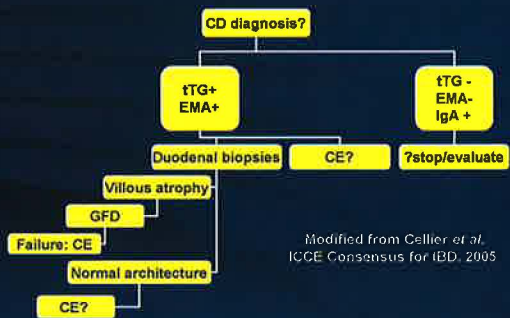 CD diagnosis?
tTG+
EMA+
tTG -
EMA-
IgA +
Duodenal biopsies
CE?
?stop/evaluate
Villous atrophy
GFD
Failure: CE
Normal architecture
CE?
Modified from Cellier et al,
ICCE Consensus for IBD, 2005